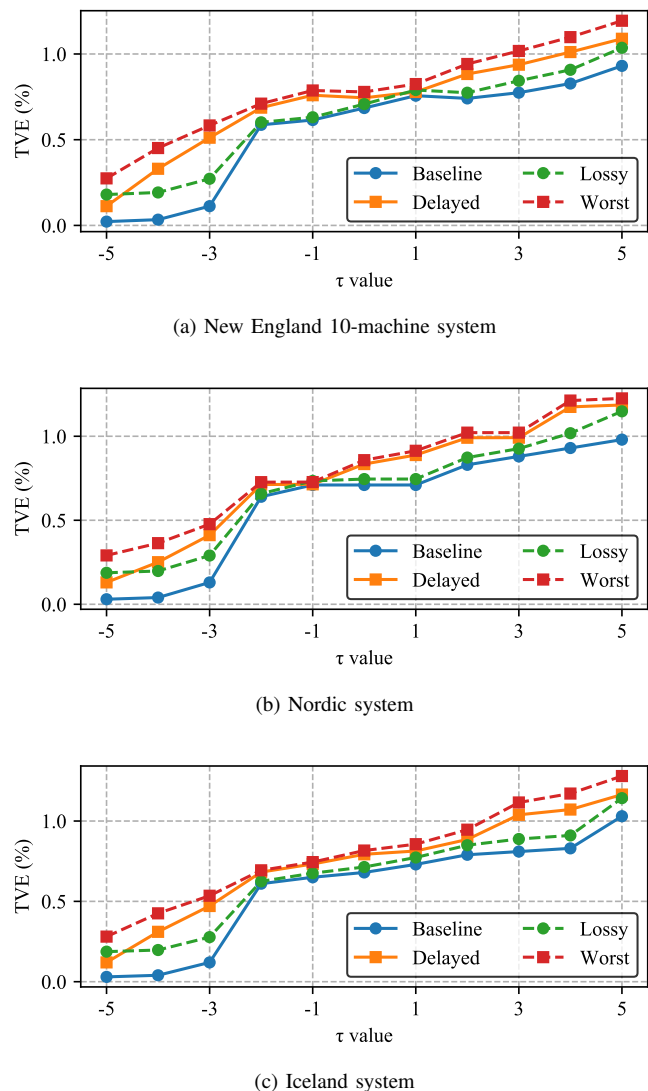 TVE (%)
1.0
0.5
0.0
Baseline
Delayed
Lossy
Worst
-5
-3
-1
1
3
5
τ value
(a) New England 10-machine system
TVE (%)
1.0
0.5
0.0
Baseline
Delayed
Lossy
Worst
-5
-3
-1
1
3
5
τ value
(b) Nordic system
TVE (%)
1.0
0.5
0.0
Baseline
Delayed
Lossy
Worst
-5
-3
-1
1
3
5
τ value
(c) Iceland system